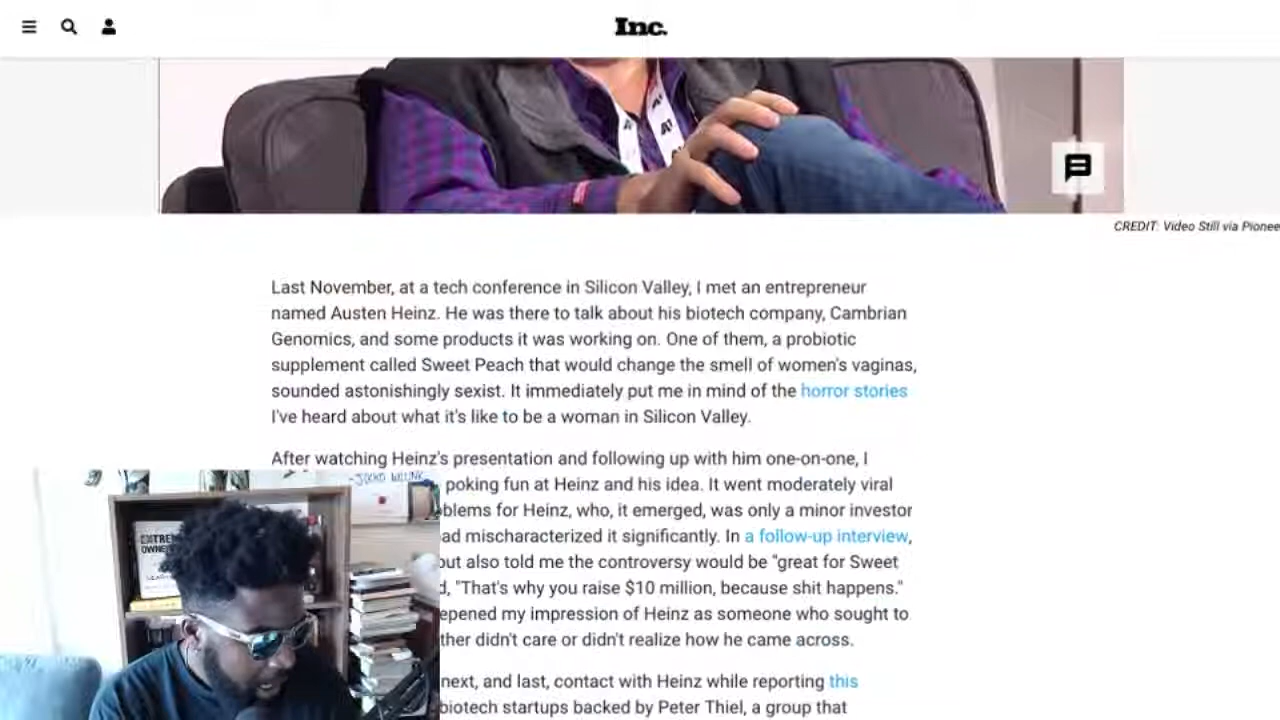 Inc.
CREDIT: Video Still via Pionee
Last November, at a tech conference in Silicon Valley, I met an entrepreneur
named Austen Heinz. He was there to talk about his biotech company, Cambrian
Genomics, and some products it was working on. One of them, a probiotic
supplement called Sweet Peach that would change the smell of women's vaginas,
sounded astonishingly sexist. It immediately put me in mind of the horror stories
I've heard about what it's like to be a woman in Silicon Valley.
After watching Heinz's presentation and following up with him one-on-one, I
poking fun at Heinz and his idea. It went moderately viral
blems for Heinz, who, it emerged, was only a minor investor
ad mischaracterized it significantly. In a follow-up interview,
out also told me the controversy would be "great for Sweet
d, "That's why you raise $10 million, because shit happens."
epened my impression of Heinz as someone who sought to
ther didn't care or didn't realize how he came across.
next, and last, contact with Heinz while reporting this
biotech startups backed by Peter Thiel, a group that